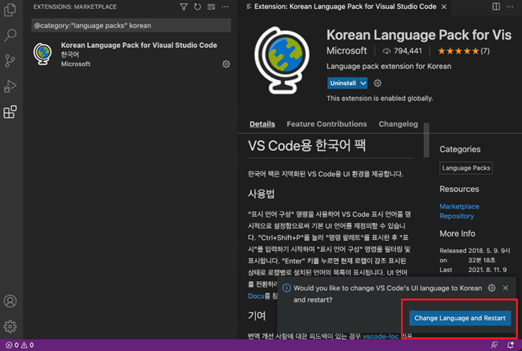 EXTENSIONS: MARKETPLACE
@category:"language packs" korean
Korean Language Pack for Visual Studio Code
한국어
Microsoft
Extension: Korean Language Pack for Visual Studio Code
Korean Language Pack for Vis
Microsoft
794,441
(7)
Language pack extension for Korean
Uninstall
This extension is enabled globally.
Details
Feature Contributions
Changelog
VS Code용 한국어 팩
한국어 팩은 지역화된 VS Code용 UI 환경을 제공합니다.
사용법
"표시 언어 구성" 명령을 사용하여 VS Code 표시 언어를 명
시적으로 설정함으로써 기본 UI 언어를 재정의할 수 있습니
다. "Ctrl+Shift+P"를 눌러 "명령 팔레트"를 표시한 후 "표
시"를 입력하기 시작하여 "표시 언어 구성" 명령을 필터링 및
표시합니다. "Enter" 키를 누르면 현재 로캘이 강조 표시된
상태로 로캘별로 설치된 언어의 목록이 표시됩니다. UI 언어
를 전환하려
Docs를 참
기여
번역 개선 사항에 대한 피드백이 있는 경우 vscode-loc
Categories
Language Packs
Resources
Marketplace
Repository
More Info
Released 2018. 5. 9. 9시
on 32분 18초
Last 2021. 8. 11. 9
Would you like to change VS Code's UI language to Korean
and restart?
Change Language and Restart
0
0